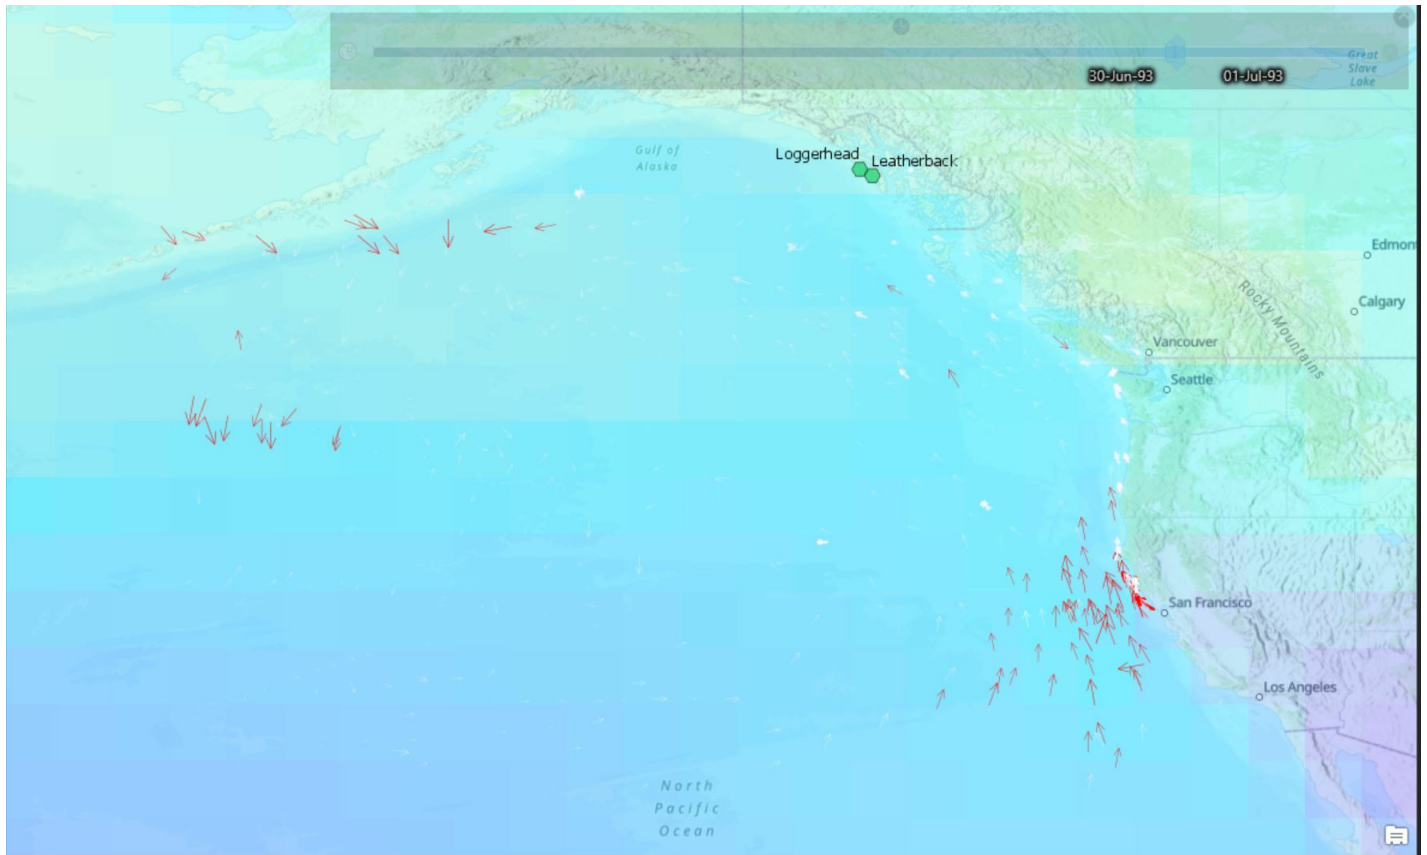 Great
Slave
Lake
30-Jun-93
01-Jul-93
Gulf of
Alaska
Loggerhead
Leatherback
Edmon
Rocky Mountains
Calgary
Vancouver
Seattle
San Francisco
Los Angeles
North
Pacific
Ocean